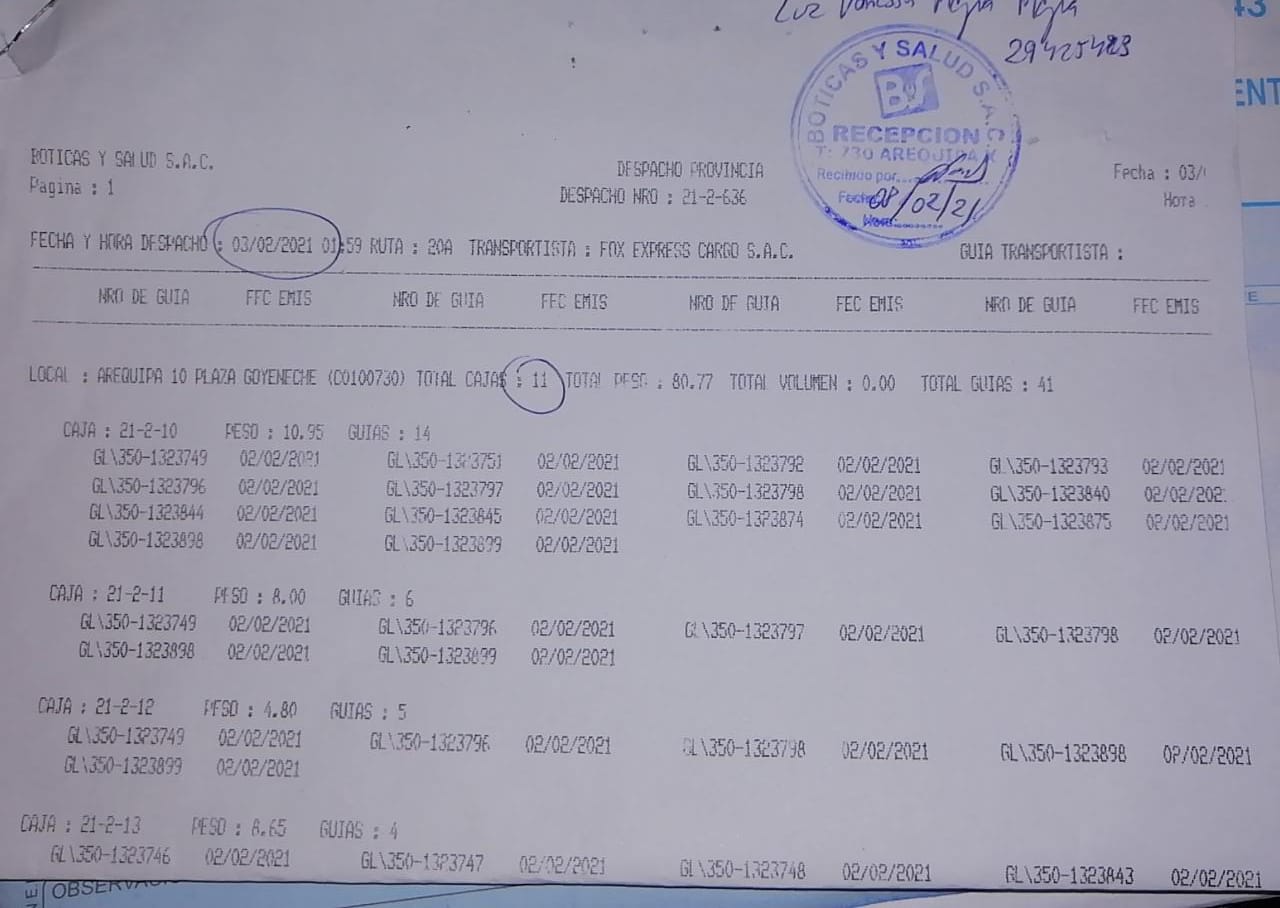 Luz Vanessa
29425423
43
ENT
BOTICAS Y SALUD S.A.C
BS
RECEPCION
T: 730 AREQUIPA X
Recibido por
Fecha 08/02/21
Hora
BOTICAS Y SALUD S.A.C.
Pagina : 1
DESPACHO PROVINCIA
DESPACHO NRO : 21-2-636
Fecha : 03/
Hora
FECHA Y HORA DESPACHO : 03/02/2021 01:59 RUTA : 20A TRANSPORTISTA : FOX EXPRESS CARGO S.A.C. GUIA TRANSPORTISTA :
NRO DE GUIA FEC EMIS NRO DE GUIA FEC EMIS NRO DE GUIA FEC EMIS NRO DE GUIA FEC EMIS
LOCAL : AREQUIPA 10 PLAZA GOYENECHE (C0100730) TOTAL CAJAS : 11 TOTAL PESO : 80.77 TOTAL VOLUMEN : 0.00 TOTAL GUIAS : 41
CAJA : 21-2-10 PESO : 10.95 GUIAS : 14
GL\350-1323749 02/02/2021 GL\350-1323751 02/02/2021 GL\350-1323792 02/02/2021 GL\350-1323793 02/02/2021
GL\350-1323796 02/02/2021 GL\350-1323797 02/02/2021 GL\350-1323798 02/02/2021 GL\350-1323840 02/02/202
GL\350-1323844 02/02/2021 GL\350-1323845 02/02/2021 GL\350-1323874 02/02/2021 GL\350-1323875 02/02/2021
GL\350-1323898 02/02/2021 GL\350-1323899 02/02/2021
CAJA : 21-2-11 PESO : 8.00 GUIAS : 6
GL\350-1323749 02/02/2021 GL\350-1323796 02/02/2021 GL\350-1323797 02/02/2021 GL\350-1323798 02/02/2021
GL\350-1323898 02/02/2021 GL\350-1323899 02/02/2021
CAJA : 21-2-12 PESO : 4.80 GUIAS : 5
GL\350-1323749 02/02/2021 GL\350-1323796 02/02/2021 GL\350-1323798 02/02/2021 GL\350-1323898 02/02/2021
GL\350-1323899 02/02/2021
CAJA : 21-2-13 PESO : 8.65 GUIAS : 4
GL\350-1323746 02/02/2021 GL\350-1323747 02/02/2021 GL\350-1323748 02/02/2021 GL\350-1323843 02/02/2021
OBSERVAC